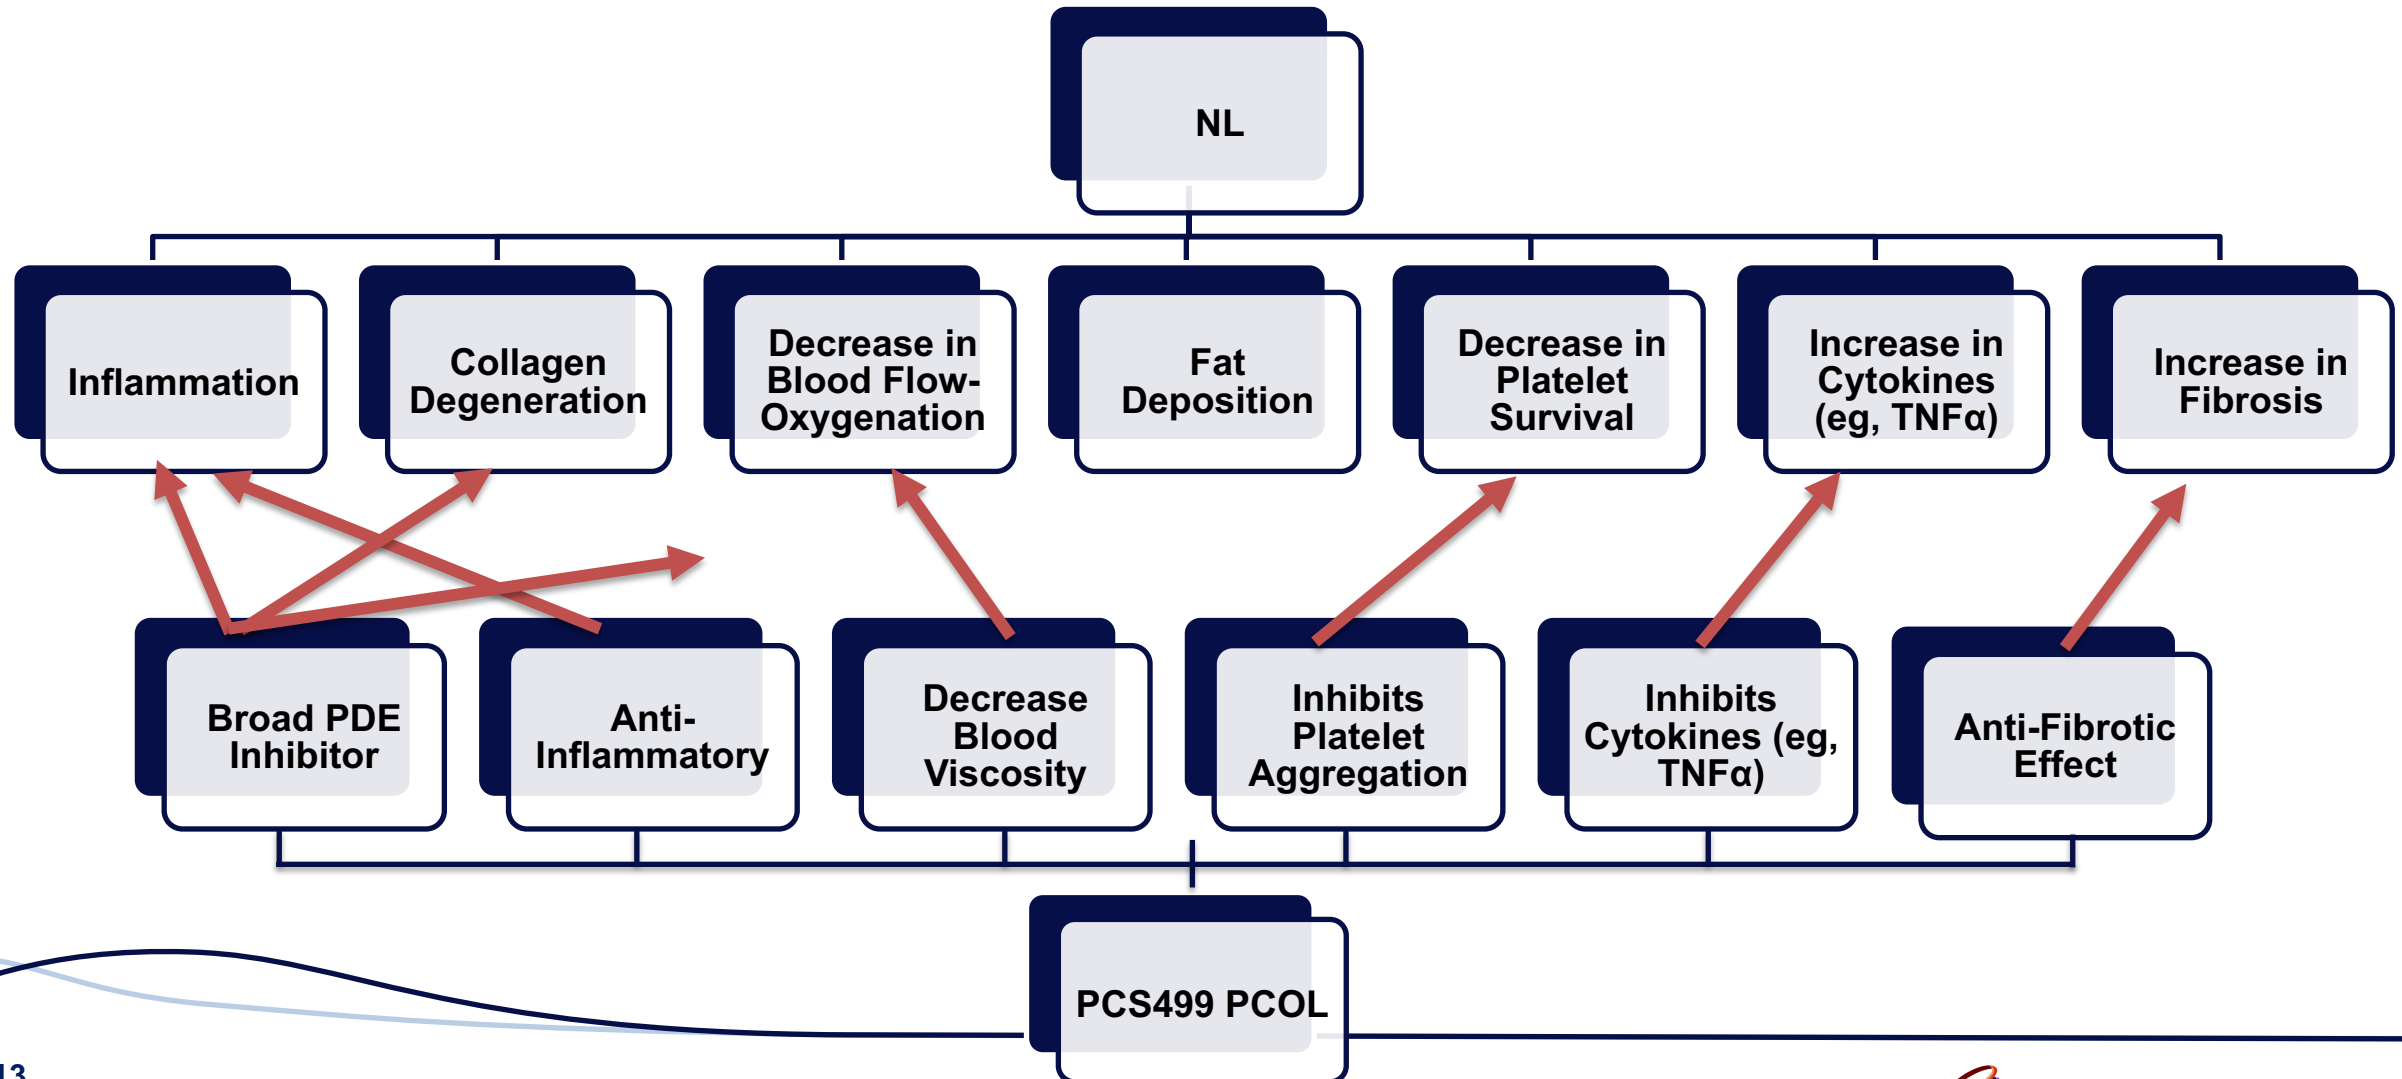 NL
Inflammation
Collagen
Degeneration
Decrease in
Blood Flow-
Oxygenation
Fat
Deposition
Decrease in
Platelet
Survival
Increase in
Cytokines
(eg, TNFα)
Increase in
Fibrosis
Broad PDE
Inhibitor
Anti-
Inflammatory
Decrease
Blood
Viscosity
Inhibits
Platelet
Aggregation
Inhibits
Cytokines (eg,
TNFα)
Anti-Fibrotic
Effect
PCS499 PCOL
13